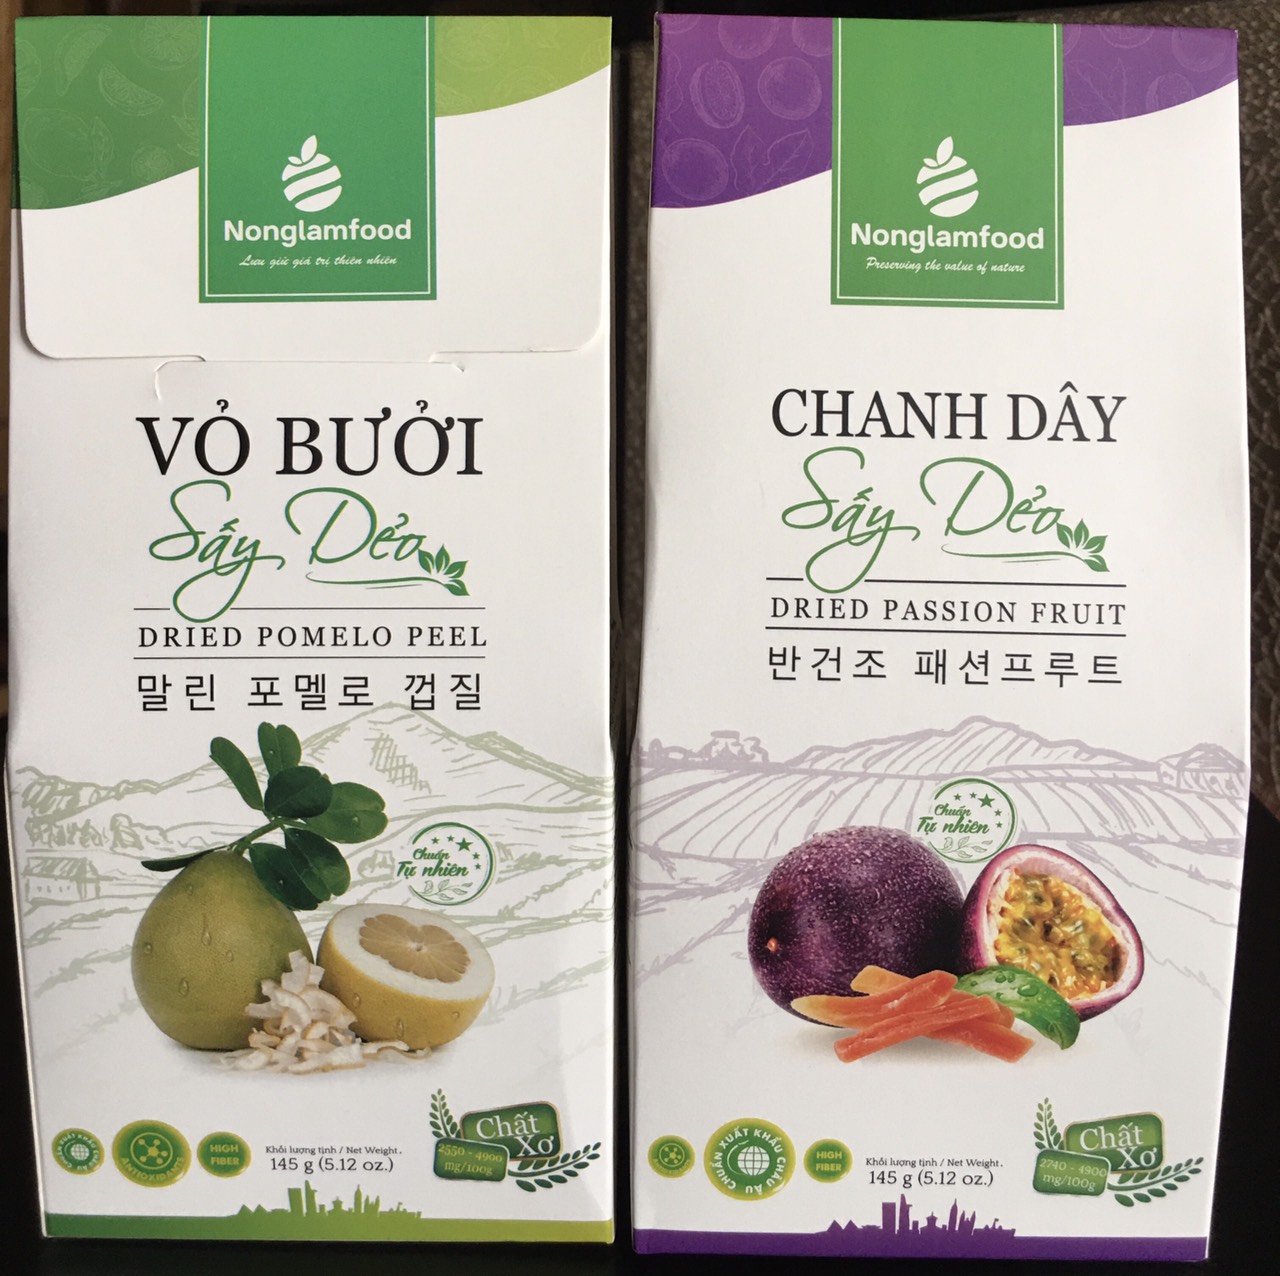 Nonglamfood
Lưu giữ giá trị thiên nhiên
VỎ BƯỞI
Sấy Dẻo
DRIED POMELO PEEL
말린 포멜로 껍질
Chuẩn
Tự nhiên
ANTIOXIDANTS
HIGH
FIBER
Khối lượng tịnh / Net Weight.
145 g (5.12 oz.)
Chất
Xơ
2550 - 4900
mg/100g
Nonglamfood
Preserving the value of nature
CHANH DÂY
Sấy Dẻo
DRIED PASSION FRUIT
반건조 패션프루트
Chuẩn
Tự nhiên
CHUẨN XUẤT KHẨU CHÂU ÂU
HIGH
FIBER
Khối lượng tịnh / Net Weight.
145 g (5.12 oz.)
Chất
Xơ
2740 - 4900
mg/100g